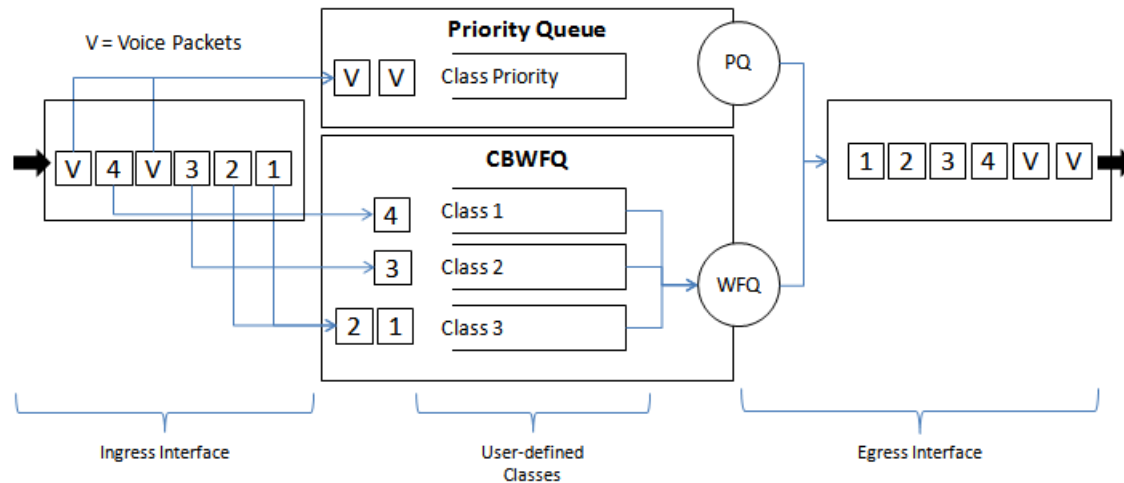 V = Voice Packets
Priority Queue
V V Class Priority
PQ
V 4 V 3 2 1
CBWFQ
4 Class 1
3 Class 2
2 1 Class 3
WFQ
1 2 3 4 V V
Ingress Interface
User-defined
Classes
Egress Interface